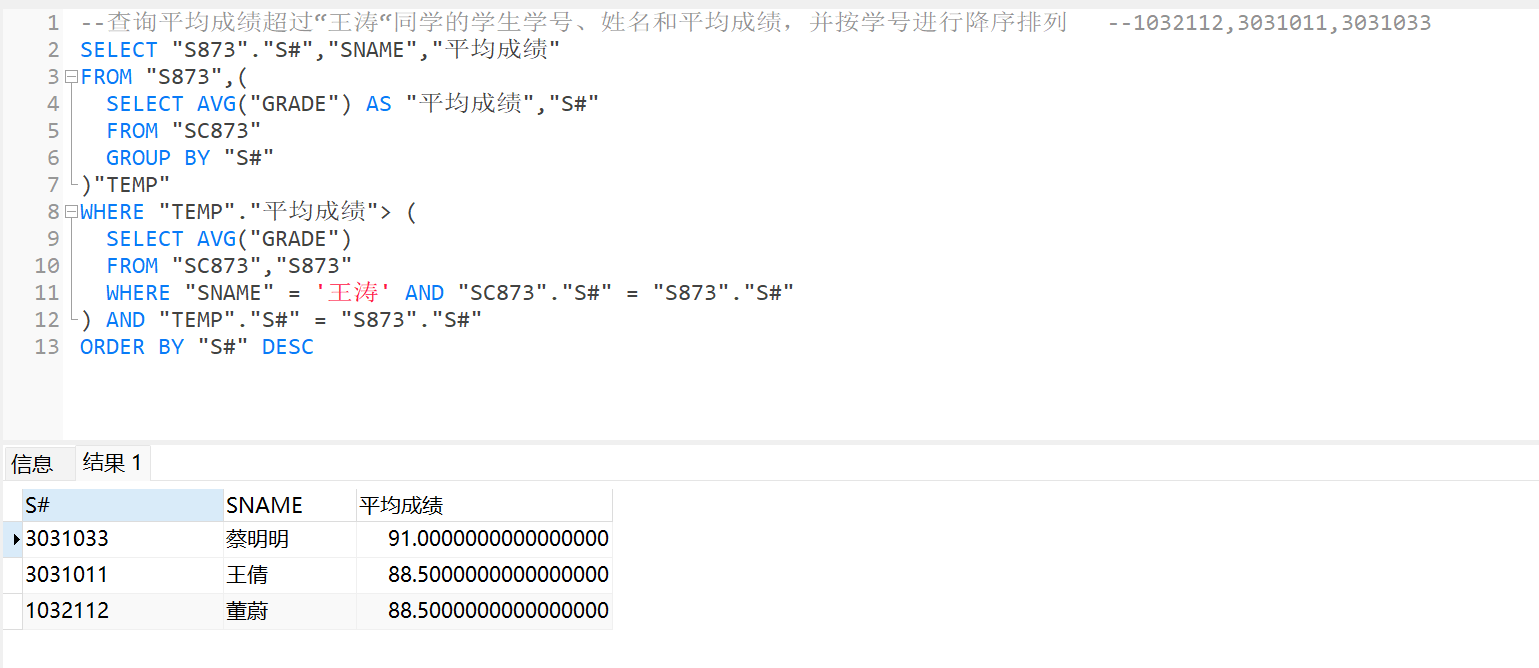 1 --查询平均成绩超过“王涛“同学的学生学号、姓名和平均成绩，并按学号进行降序排列 --1032112,3031011,3031033
2 SELECT "S873"."S#","SNAME","平均成绩"
3 FROM "S873",(
4 SELECT AVG("GRADE") AS "平均成绩","S#"
5 FROM "SC873"
6 GROUP BY "S#"
7 )"TEMP"
8 WHERE "TEMP"."平均成绩"> (
9 SELECT AVG("GRADE")
10 FROM "SC873","S873"
11 WHERE "SNAME" = '王涛' AND "SC873"."S#" = "S873"."S#"
12 ) AND "TEMP"."S#" = "S873"."S#"
13 ORDER BY "S#" DESC
信息 结果 1
S# SNAME 平均成绩
3031033 蔡明明 91.0000000000000000
3031011 王倩 88.5000000000000000
1032112 董蔚 88.5000000000000000